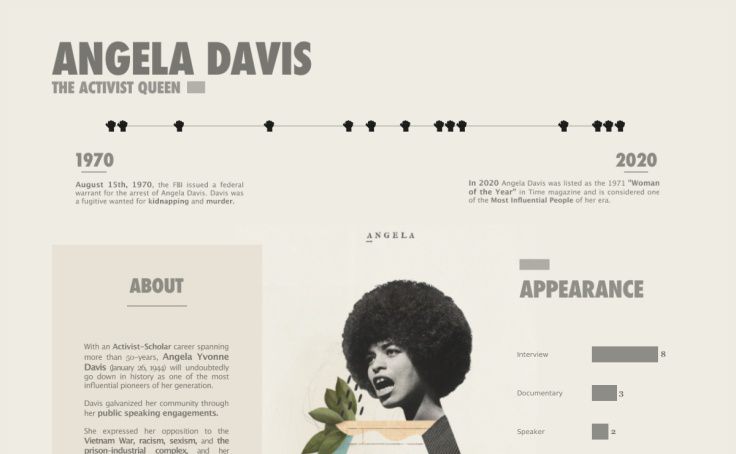 ANGELA DAVIS
THE ACTIVIST QUEEN
1970
August 15th, 1970, the FBI issued a federal
warrant for the arrest of Angela Davis. Davis was
a fugitive wanted for kidnapping and murder.
2020
In 2020 Angela Davis was listed as the 1971 "Woman
of the Year" in Time magazine and is considered one
of the Most Influential People of her era.
ANGELA
ABOUT
With an Activist-Scholar career spanning
more than 50-years, Angela Yvonne
Davis (January 26, 1944) will undoubtedly
go down in history as one of the most
influential pioneers of her generation.
Davis galvanized her community through
her public speaking engagements.
She expressed her opposition to the
Vietnam War, racism, sexism, and the
prison-industrial complex, and her
APPEARANCE
Interview 8
Documentary 3
Speaker 2